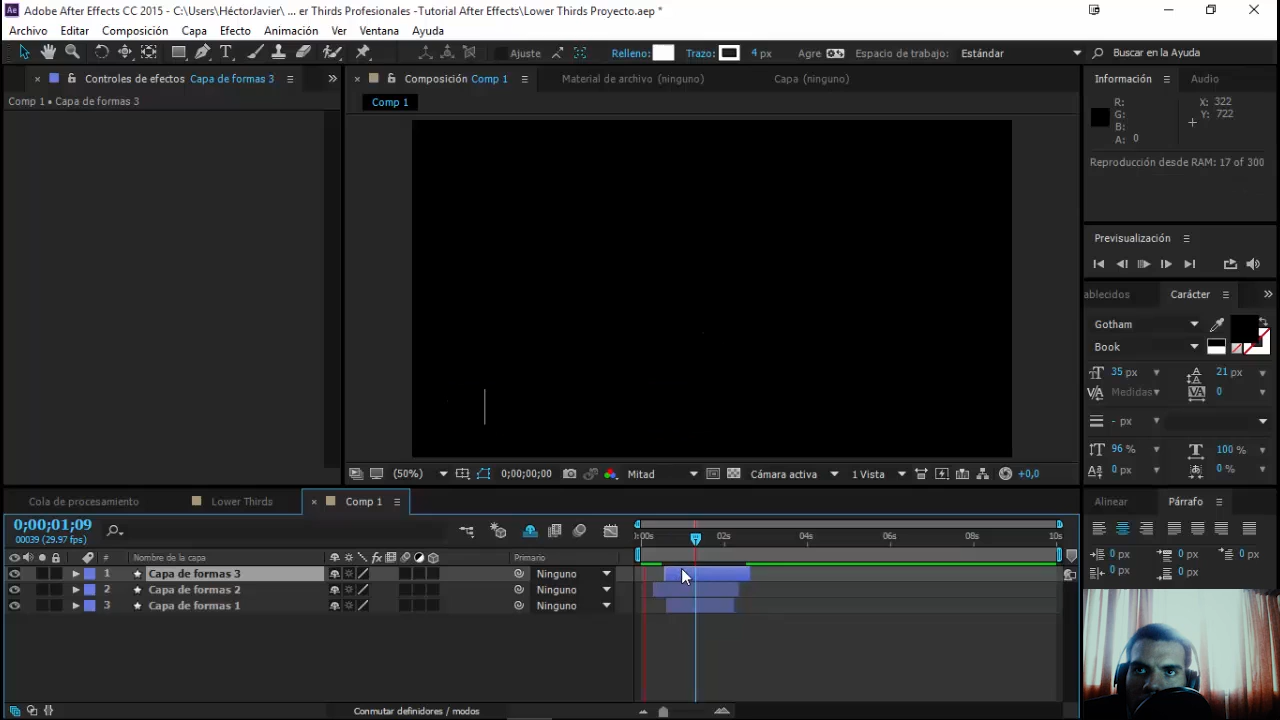 Ae Adobe After Effects CC 2015 - C:\Users\HéctorJavier\ ... er Thirds Profesionales -Tutorial After Effects\Lower Thirds Proyecto.aep *
Archivo Editar Composición Capa Efecto Animación Ver Ventana Ayuda
Ajuste Relleno: Trazo: 4 px Agre Espacio de trabajo: Estándar Buscar en la Ayuda
Controles de efectos Capa de formas 3 Composición Comp 1 Material de archivo (ninguno) Capa (ninguno) Información Audio
Comp 1 • Capa de formas 3 Comp 1
R: X: 322
G: Y: 722
B:
A: 0
Reproducción desde RAM: 17 of 300
Previsualización
ablecidos Carácter
Gotham
Book
35 px 21 px
Medidas 0
- px
96 % 100 %
0 px 0 %
(50%) 0;00;00;00 Mitad Cámara activa 1 Vista +0,0
Cola de procesamiento Lower Thirds Comp 1 Alinear Párrafo
0;00;01;09
00039 (29.97 fps)
1:00s 02s 04s 06s 08s 10s
# Nombre de la capa fx Primario
1 Capa de formas 3 Ninguno
2 Capa de formas 2 Ninguno
3 Capa de formas 1 Ninguno
0 px 0 px 0 px
0 px 0 px
Conmutar definidores / modos